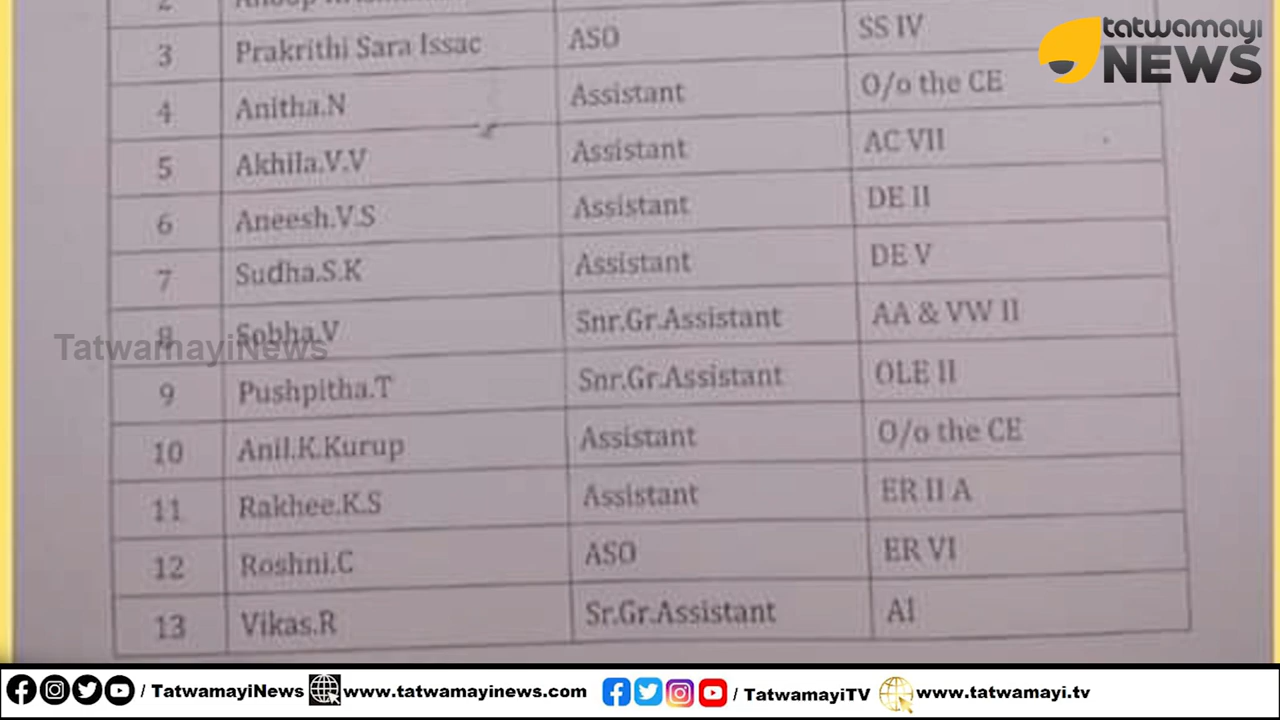 2
tatwamayi
NEWS
3 Prakrithi Sara Issac ASO SS IV
4 Anitha.N Assistant O/o the CE
5 Akhila.V.V Assistant AC VII
6 Aneesh.V.S Assistant DE II
7 Sudha.S.K Assistant DE V
8 Sobha.V Snr.Gr.Assistant AA & VW II
TatwamayiNews
9 Pushpitha.T Snr.Gr.Assistant OLE II
10 Anil.K.Kurup Assistant O/o the CE
11 Rakhee.K.S Assistant ER II A
12 Roshni.C ASO ER VI
13 Vikas.R Sr.Gr.Assistant A1
/ TatwamayiNews www.tatwamayinews.com / TatwamayiTV www.tatwamayi.tv